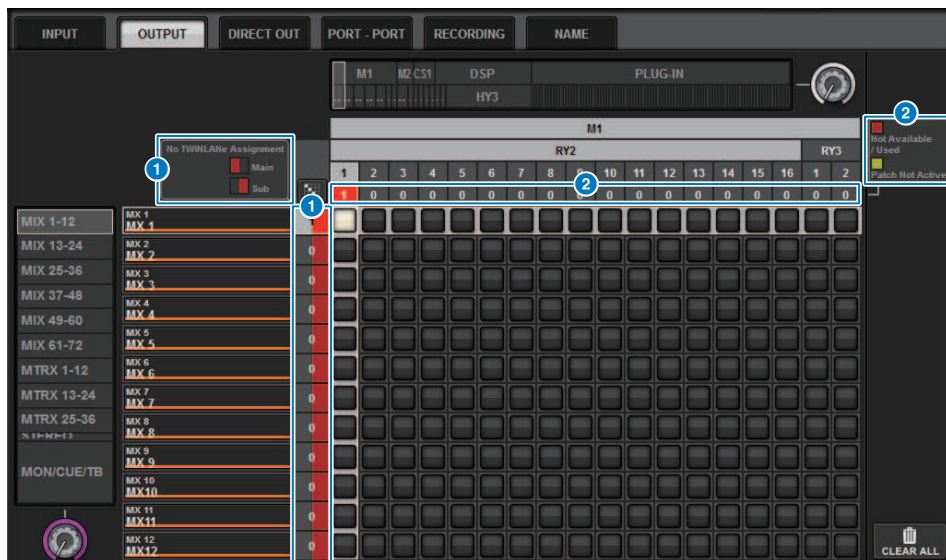 INPUT OUTPUT DIRECT OUT PORT - PORT RECORDING NAME
M1 M2 CS1 DSP PLUG-IN
HY3
M1
RY2 RY3
1 2 3 4 5 6 7 8 9 10 11 12 13 14 15 16 1 2
1 0 0 0 0 0 0 0 0 0 0 0 0 0 0 0 0 0
2
No TWINLANe Assignment
Main
Sub
1
2
Not Available
/ Used
Patch Not Active
1
MIX 1-12
MIX 13-24
MIX 25-36
MIX 37-48
MIX 49-60
MIX 61-72
MTRX 1-12
MTRX 13-24
MTRX 25-36
STEREO
MON/CUE/TB
MX 1
MX 1
1
MX 2
MX 2
0
MX 3
MX 3
0
MX 4
MX 4
0
MX 5
MX 5
0
MX 6
MX 6
0
MX 7
MX 7
0
MX 8
MX 8
0
MX 9
MX 9
0
MX 10
MX10
0
MX 11
MX11
0
MX 12
MX12
0
CLEAR ALL